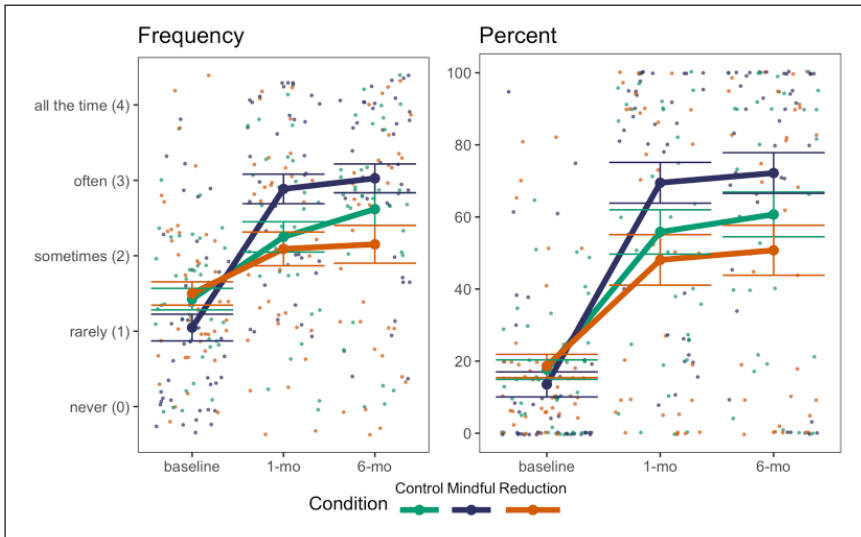 Frequency
Percent
all the time (4)
often (3)
sometimes (2)
rarely (1)
never (0)
baseline
1-mo
6-mo
100
80
60
40
20
0
baseline
1-mo
6-mo
Condition
Control Mindful Reduction